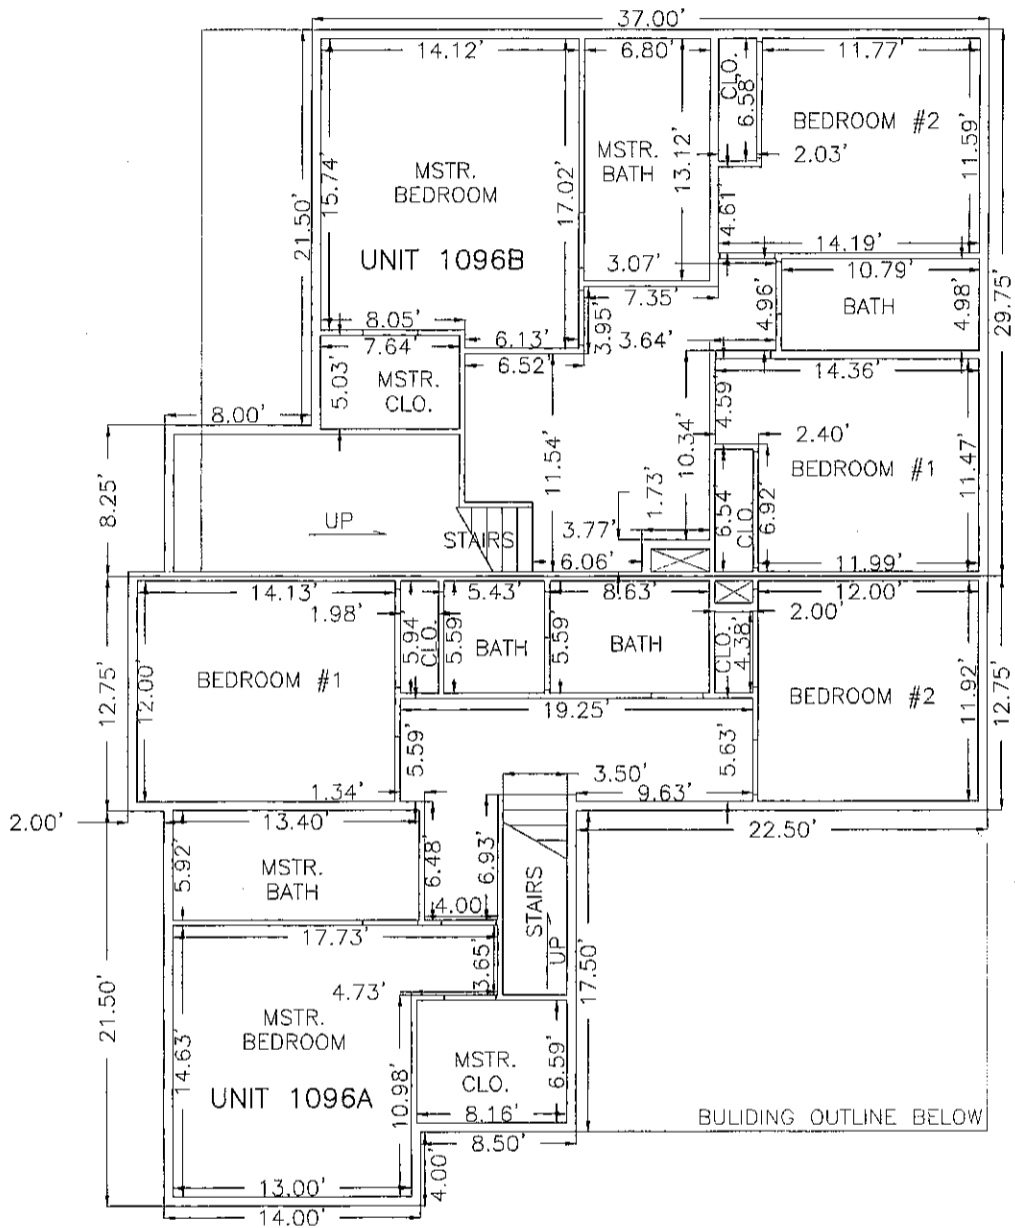 37.00'
14.12'
6.80'
CLO.
6.58'
11.77'
BEDROOM #2
11.59'
2.03'
MSTR.
BATH
13.12'
MSTR.
BEDROOM
15.74'
17.02'
21.50'
4.61'
UNIT 1096B
14.19'
3.07'
10.79'
7.35'
4.96'
BATH
4.98'
29.75'
8.05'
6.13'
3.95'
3.64'
7.64'
6.52'
14.36'
5.03'
MSTR.
CLO.
4.59'
8.00'
10.34'
2.40'
BEDROOM #1
11.47'
11.54'
8.25'
1.73'
6.54
CLO.
6.92'
UP
STAIRS
3.77'
6.06'
11.99'
14.13'
5.43'
8.63'
12.00'
1.98'
2.00'
5.94
CLO.
5.59'
BATH
5.59
BATH
CLO.
4.38'
BEDROOM #1
12.00'
12.75'
BEDROOM #2
11.92'
12.75'
19.25'
5.59'
5.63'
3.50'
1.34'
9.63'
2.00'
13.40'
22.50'
5.92'
MSTR.
BATH
6.48'
6.93'
STAIRS
UP
4.00'
17.73'
3.65'
17.50'
4.73'
21.50'
MSTR.
BEDROOM
14.63'
10.98'
UNIT 1096A
MSTR.
CLO.
6.59'
8.16'
BULIDING OUTLINE BELOW
8.50'
4.00'
13.00'
14.00'